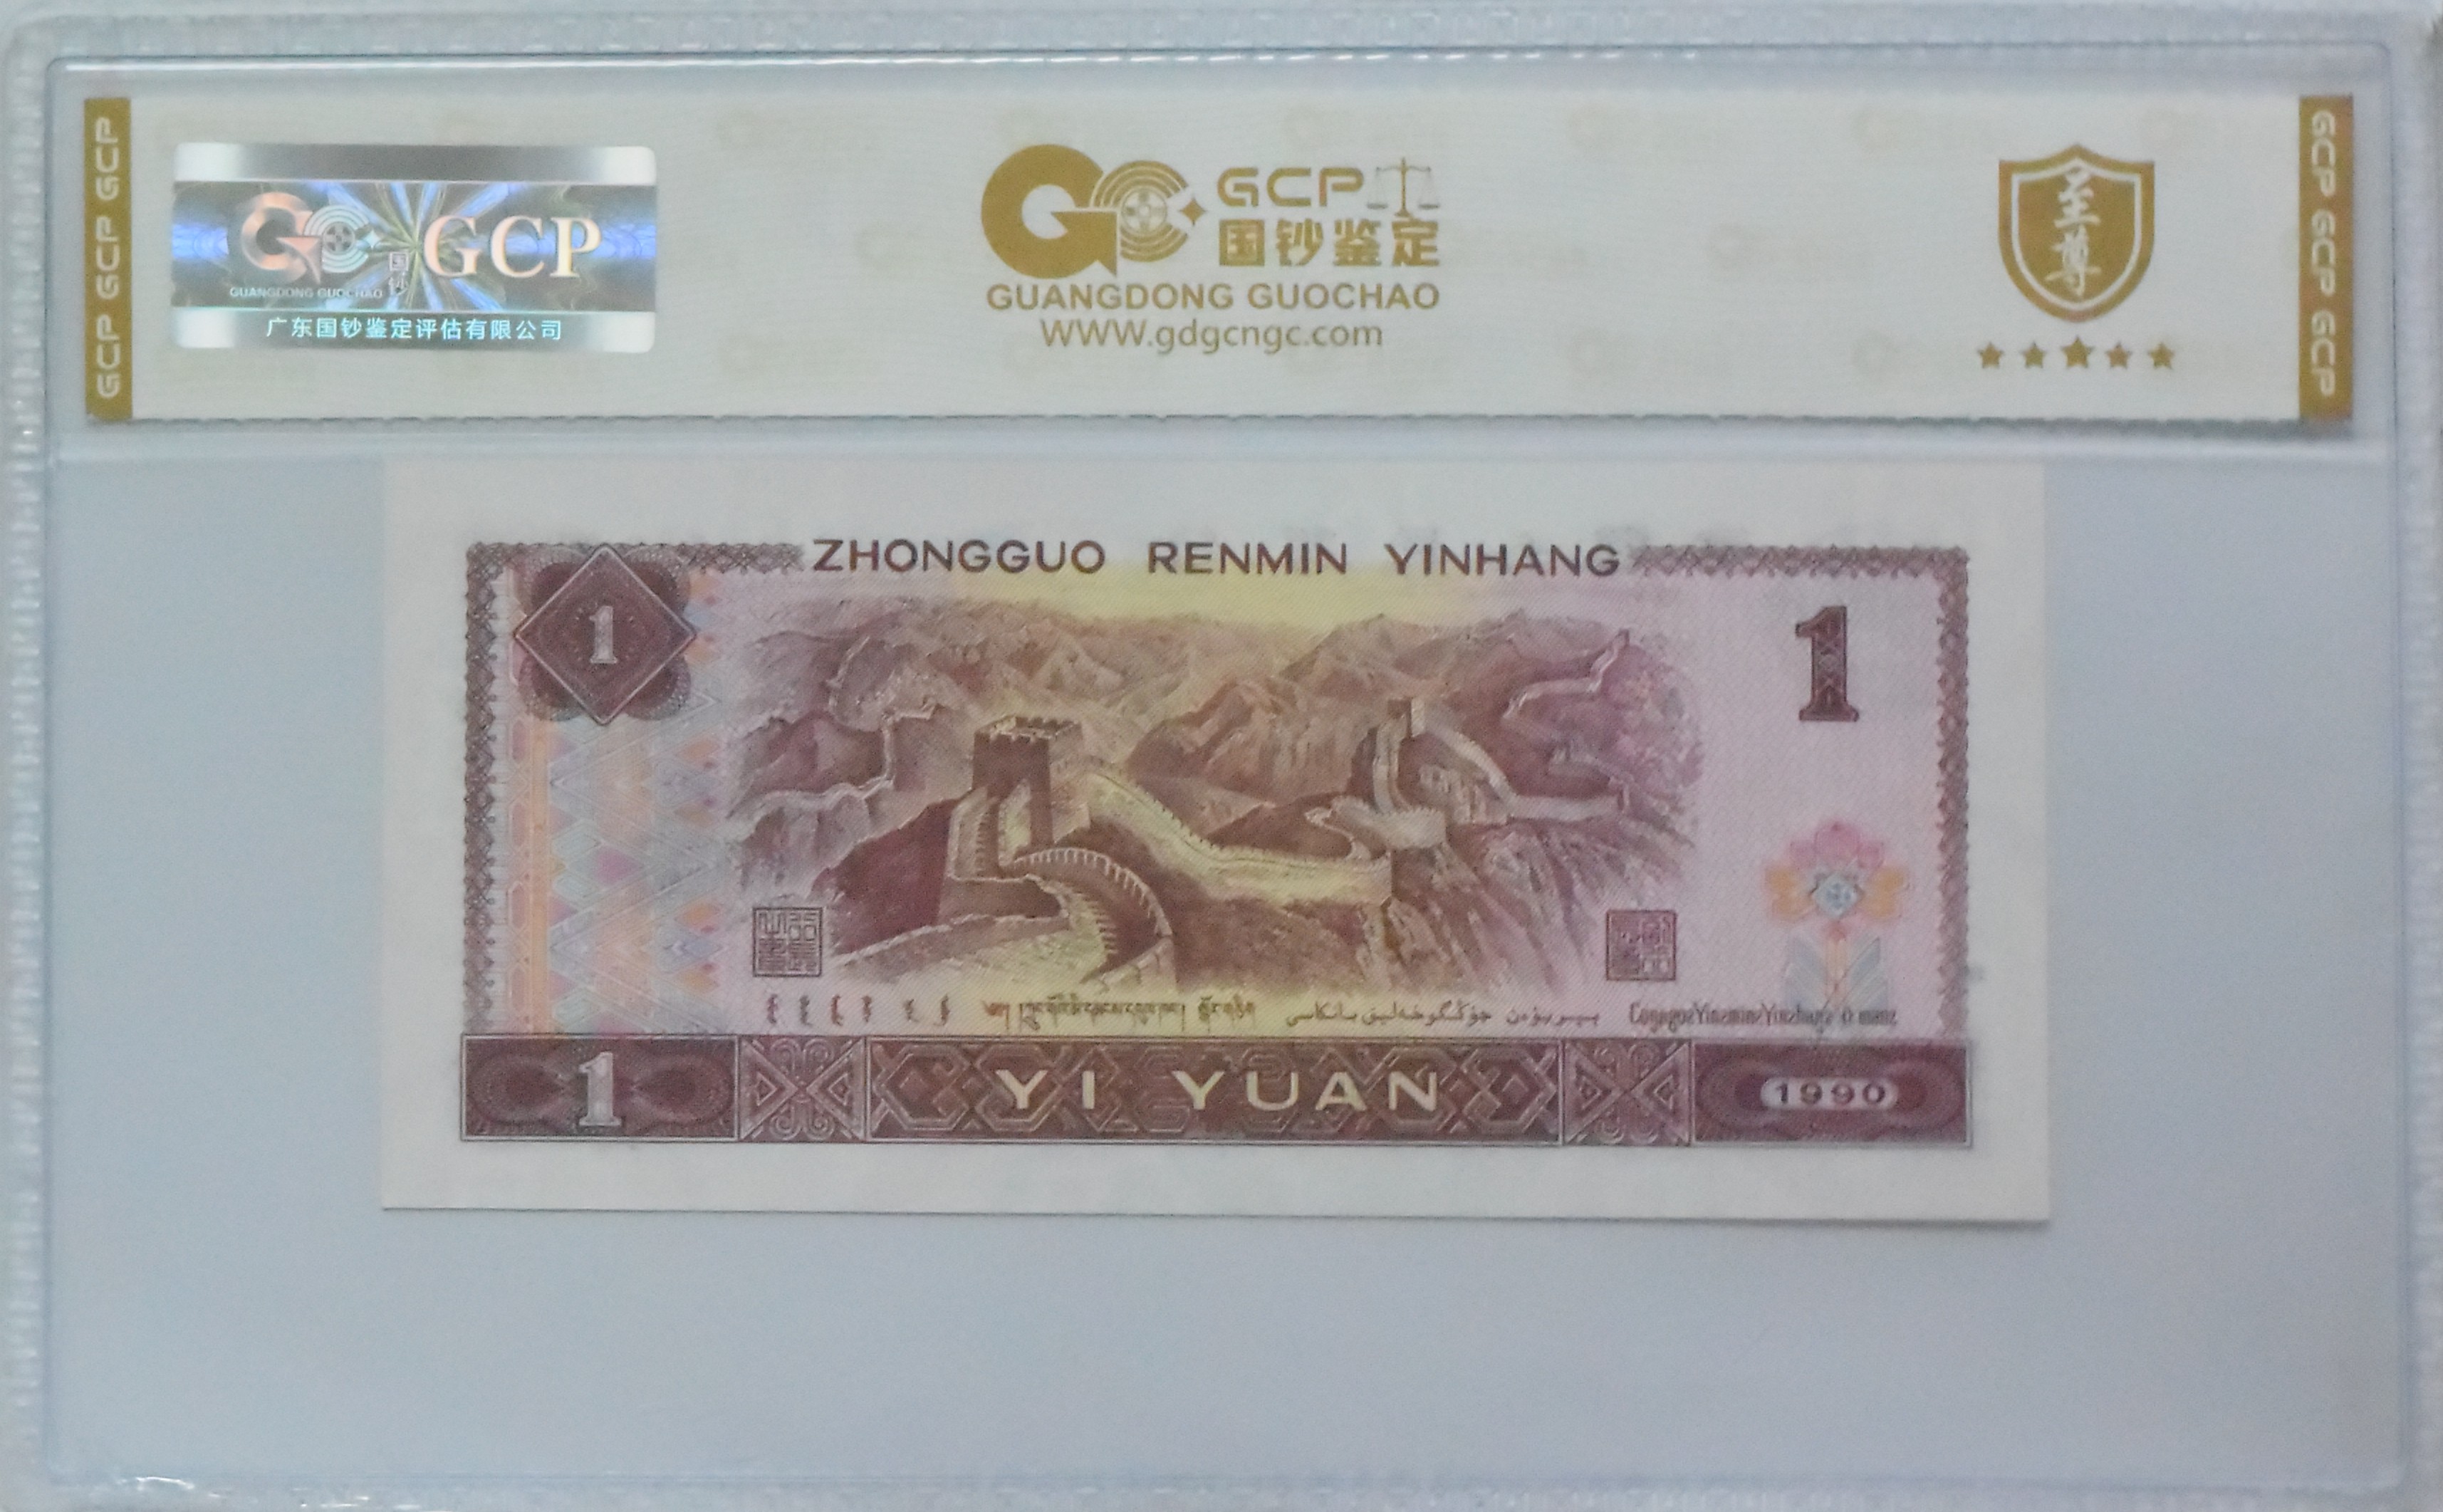 GCP GCP GCP
GCP
国钞
GUANGDONG GUOCHAO
广东国钞鉴定评估有限公司
GCP
国钞鉴定
GUANGDONG GUOCHAO
WWW.gdgcngc.com
至尊
GCP GCP GCP
ZHONGGUO RENMIN YINHANG
1
1
1
YI YUAN
1990